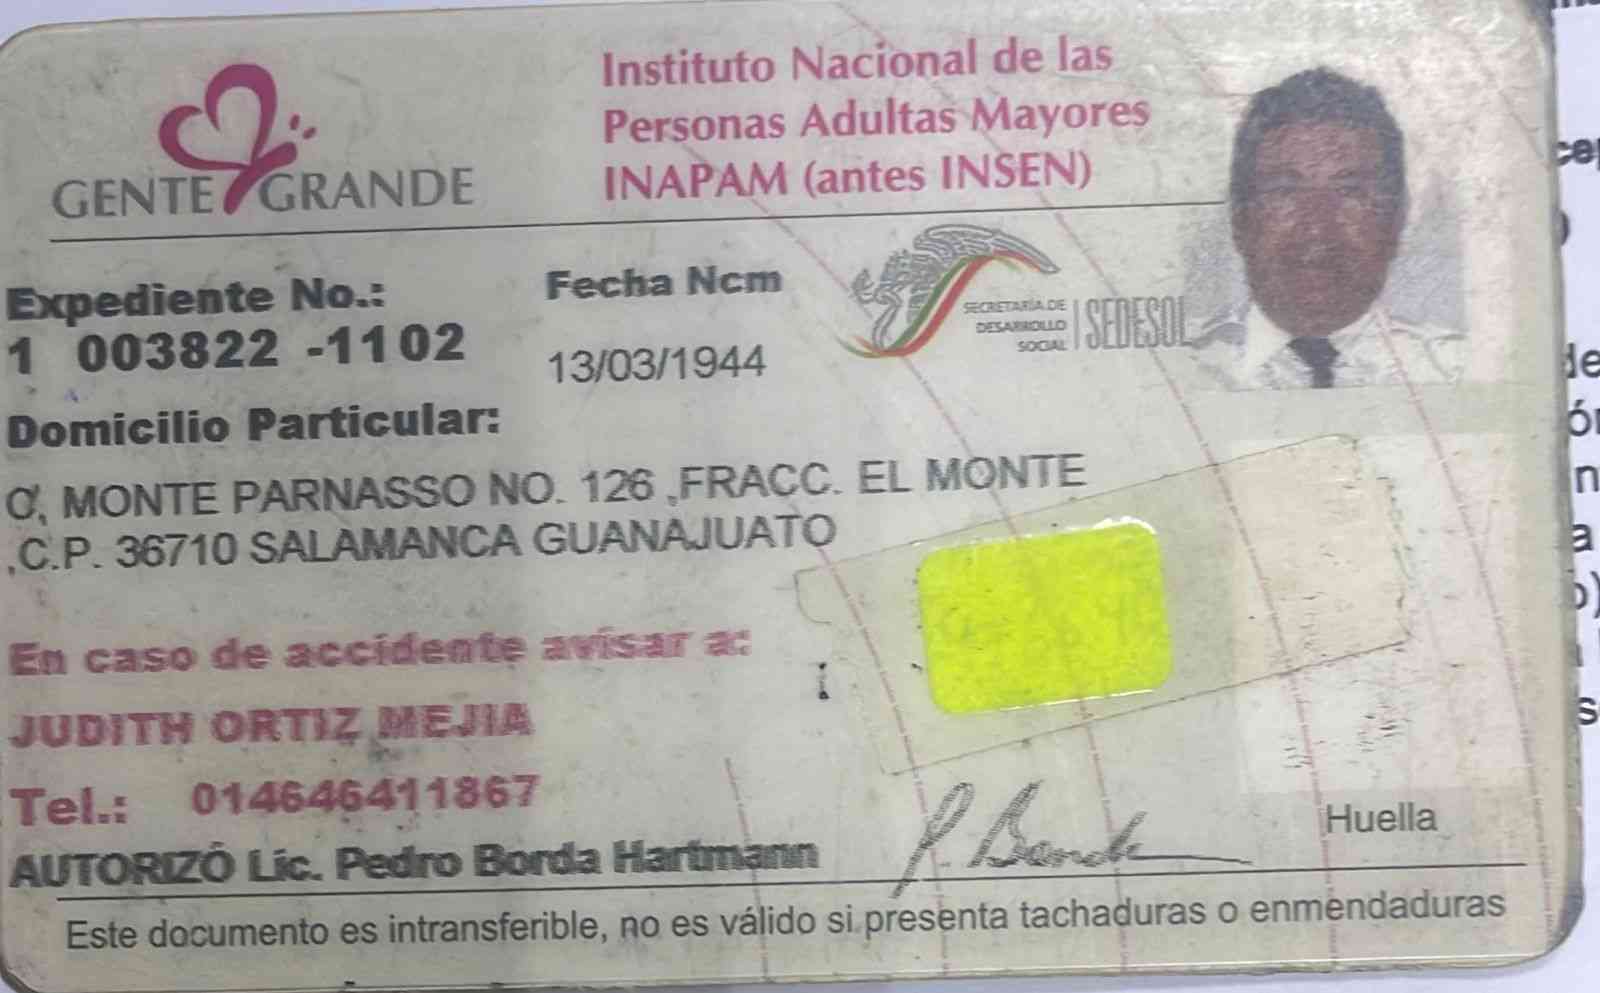 GENTE GRANDE
Instituto Nacional de las
Personas Adultas Mayores
INAPAM (antes INSEN)
Expediente No.:
1 003822 -1102
Fecha Ncm
13/03/1944
SECRETARÍA DE
DESARROLLO
SOCIAL
SEDESOL
Domicilio Particular:
MONTE PARNASSO NO. 126 ,FRACC. EL MONTE
,C.P. 36710 SALAMANCA GUANAJUATO
En caso de accidente avisar a:
JUDITH ORTIZ MEJIA
Tel.: 014646411867
AUTORIZÓ Lic. Pedro Borda Hartmann
Huella
Este documento es intransferible, no es válido si presenta tachaduras o enmendaduras